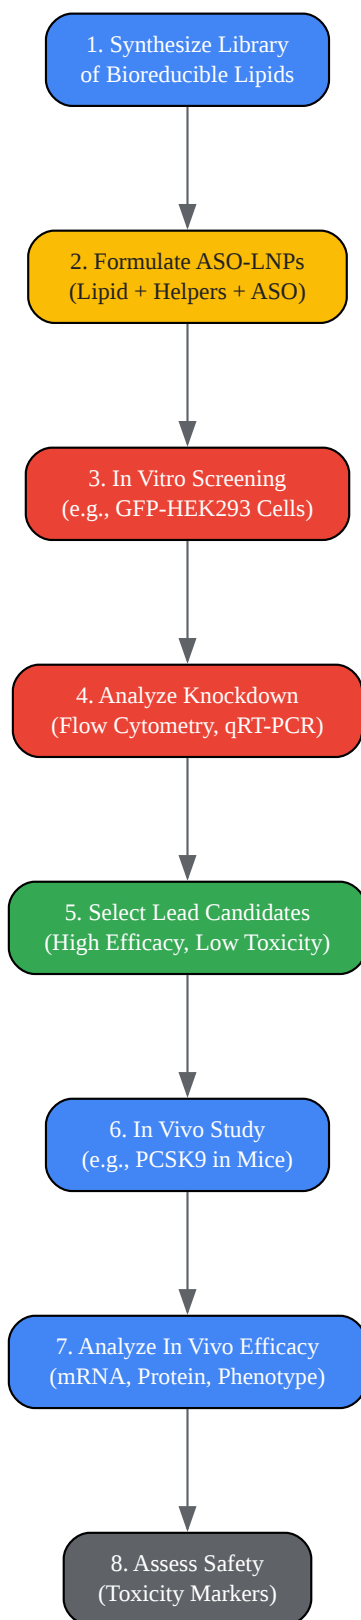 1. Synthesize Library
of Bioreducible Lipids
2. Formulate ASO-LNPs
(Lipid + Helpers + ASO)
3. In Vitro Screening
(e.g., GFP-HEK293 Cells)
4. Analyze Knockdown
(Flow Cytometry, qRT-PCR)
5. Select Lead Candidates
(High Efficacy, Low Toxicity)
6. In Vivo Study
(e.g., PCSK9 in Mice)
7. Analyze In Vivo Efficacy
(mRNA, Protein, Phenotype)
8. Assess Safety
(Toxicity Markers)